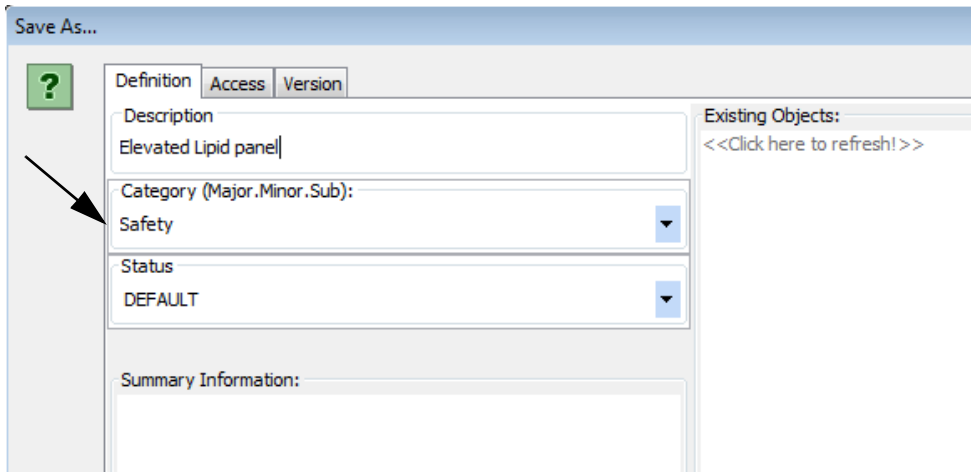 Save As...
?
Definition Access Version
Description
Elevated Lipid panel
Category (Major.Minor.Sub):
Safety
Status
DEFAULT
Summary Information:
Existing Objects:
<<Click here to refresh!>>